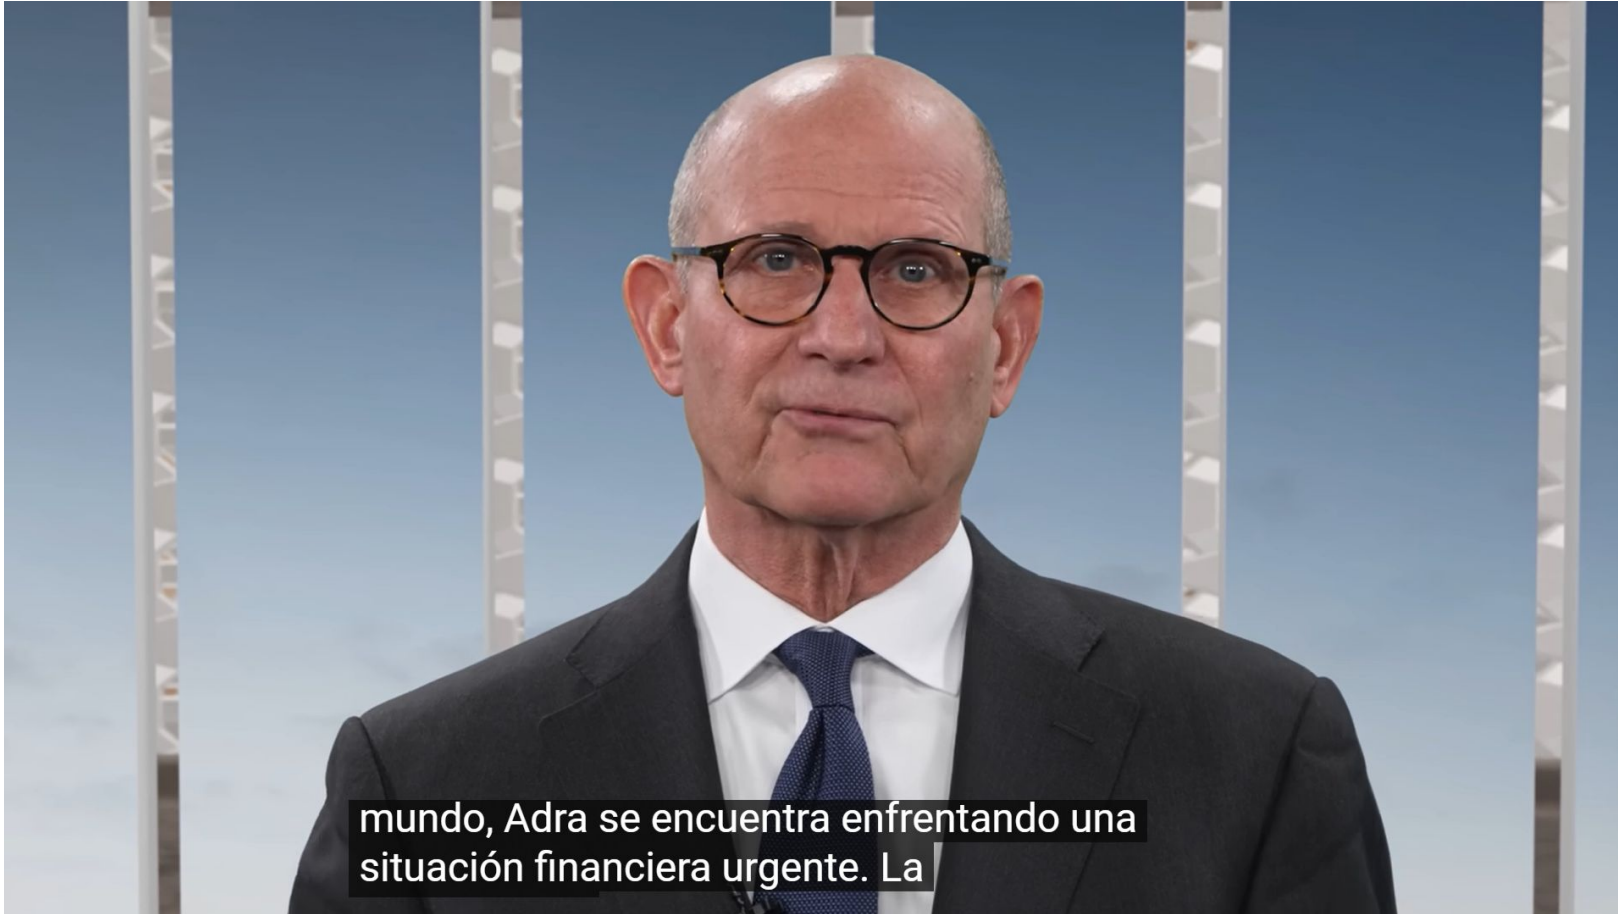 mundo, Adra se encuentra enfrentando una
situación financiera urgente. La